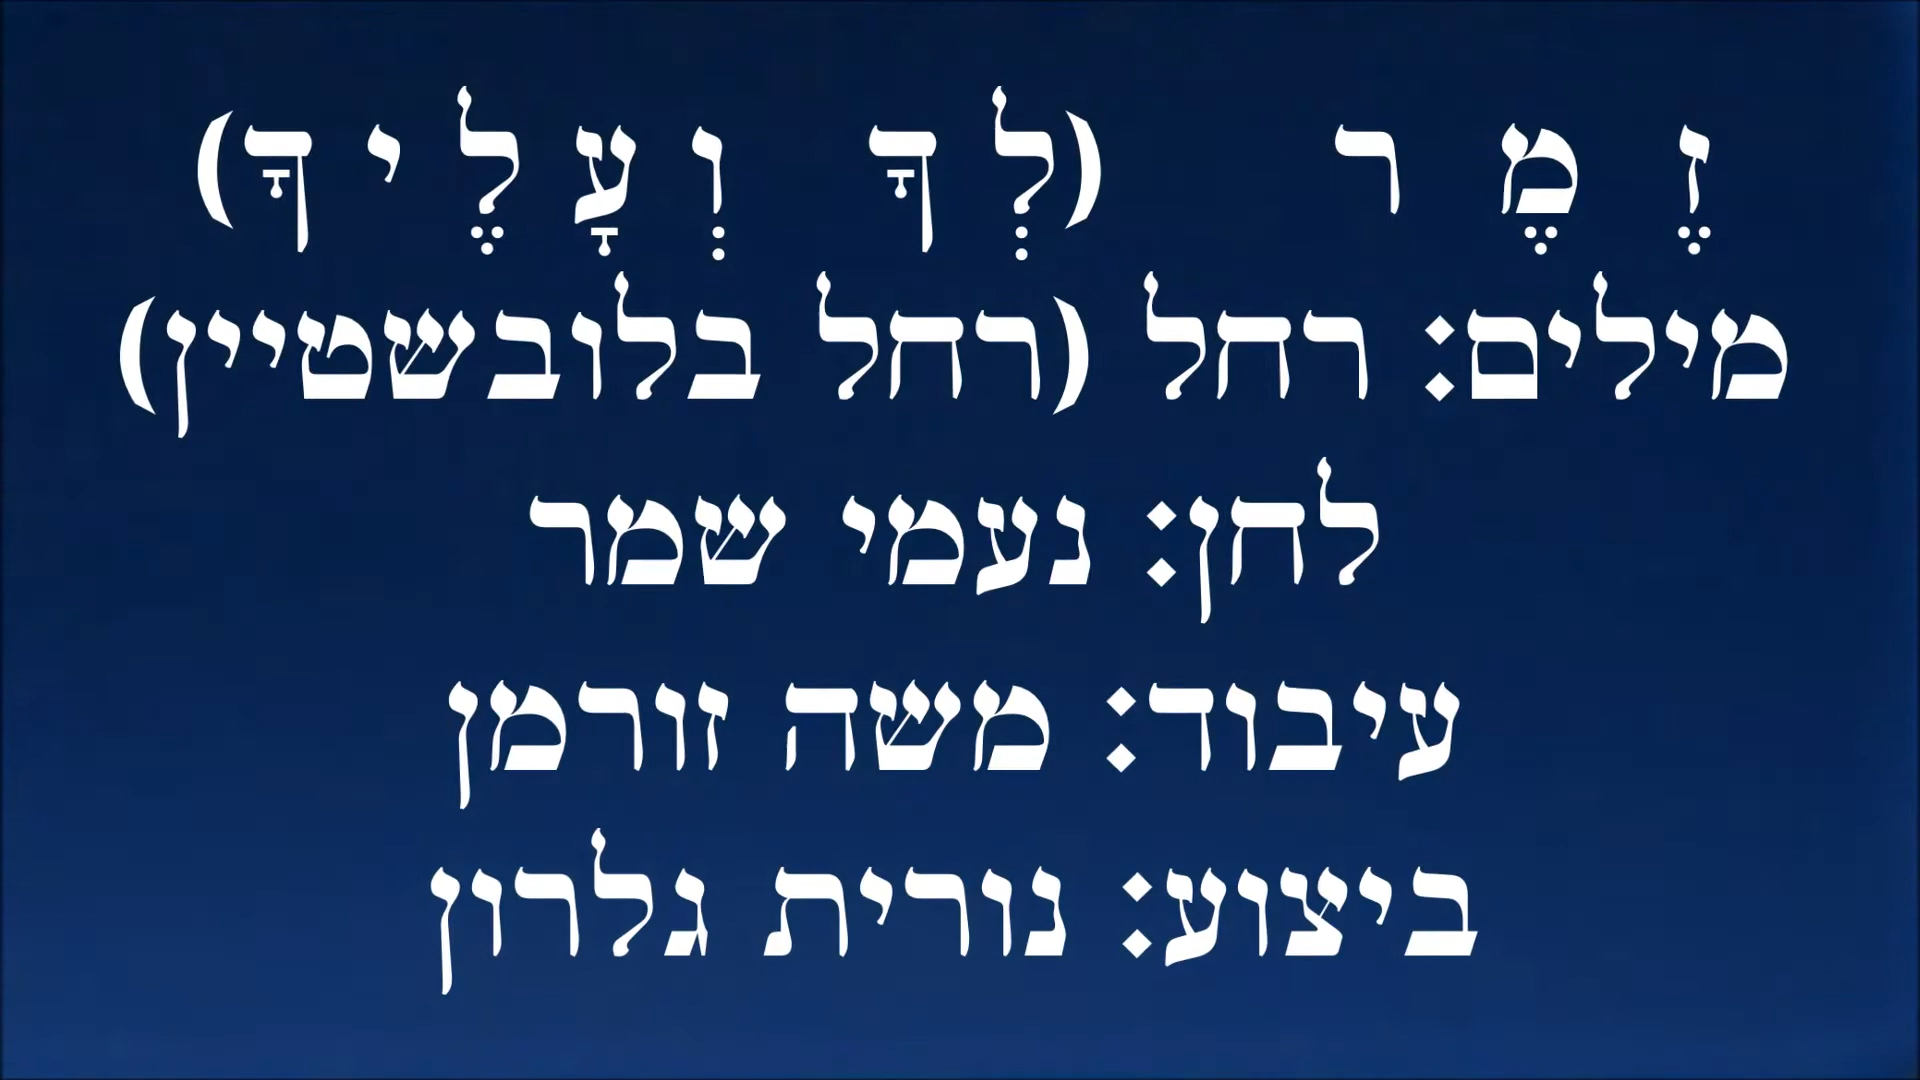 זֶמֶר (לְךָ וְעָלֶיךָ)
מילים: רחל (רחל בלובשטיין)
לחן: נעמי שמר
עיבוד: משה זורמן
ביצוע: נורית גלרון